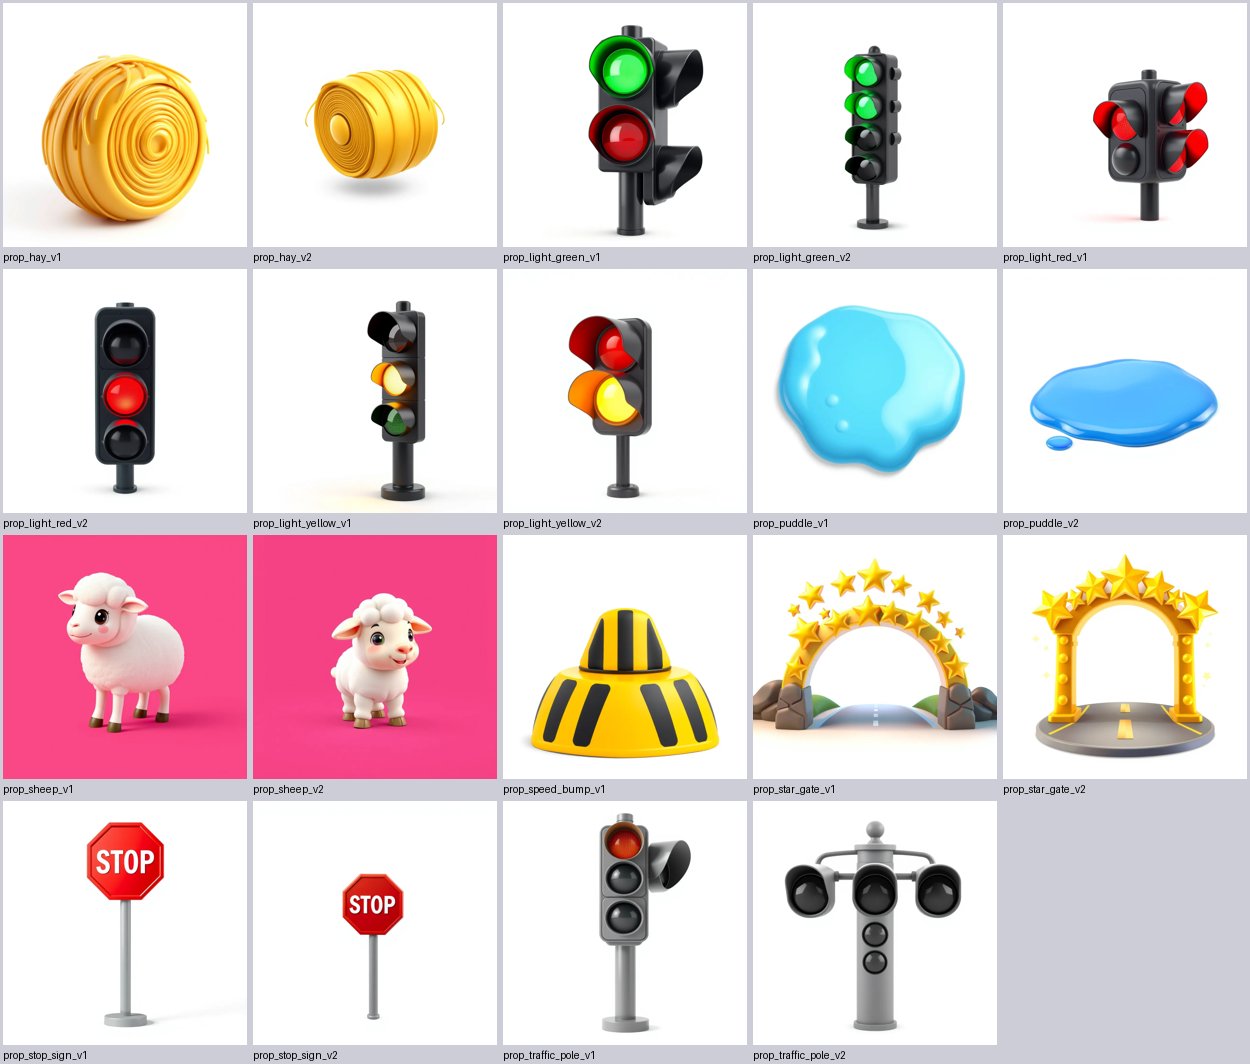 prop_hay_v1
prop_hay_v2
prop_light_green_v1
prop_light_green_v2
prop_light_red_v1
prop_light_red_v2
prop_light_yellow_v1
prop_light_yellow_v2
prop_puddle_v1
prop_puddle_v2
prop_sheep_v1
prop_sheep_v2
prop_speed_bump_v1
prop_star_gate_v1
prop_star_gate_v2
STOP
STOP
prop_stop_sign_v1
prop_stop_sign_v2
prop_traffic_pole_v1
prop_traffic_pole_v2